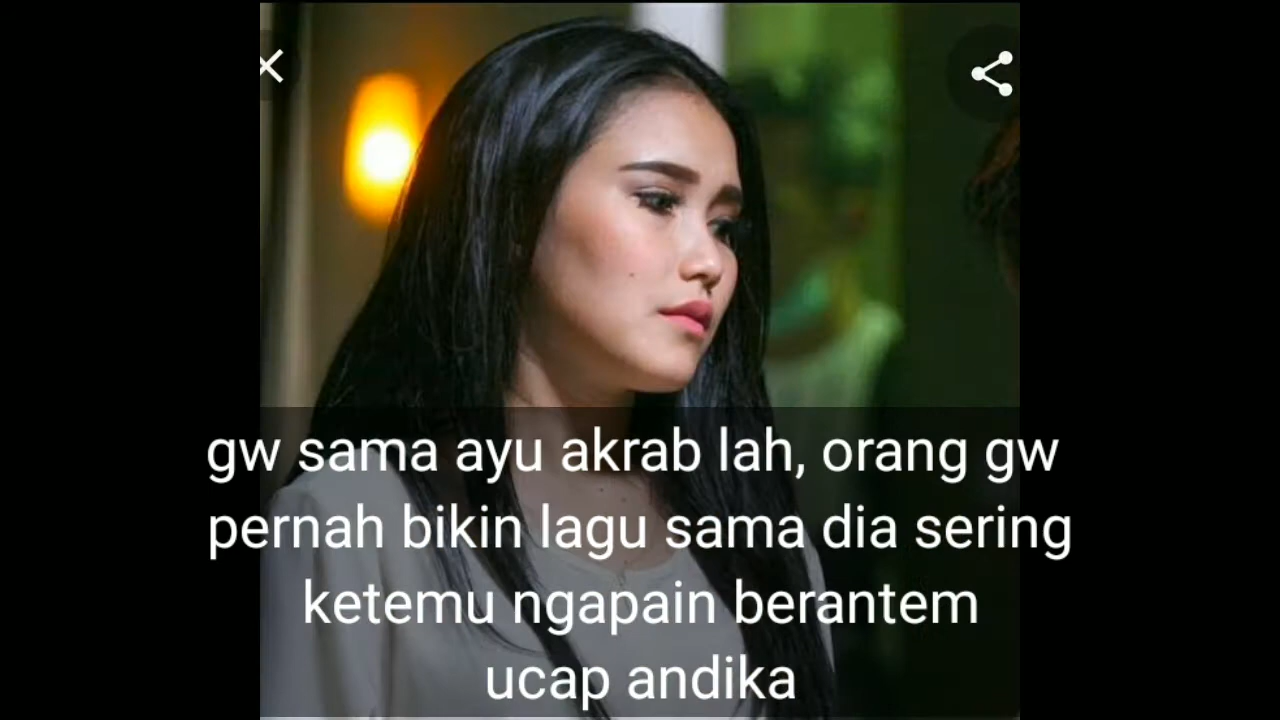 gw sama ayu akrab lah, orang gw
pernah bikin lagu sama dia sering
ketemu ngapain berantem
ucap andika